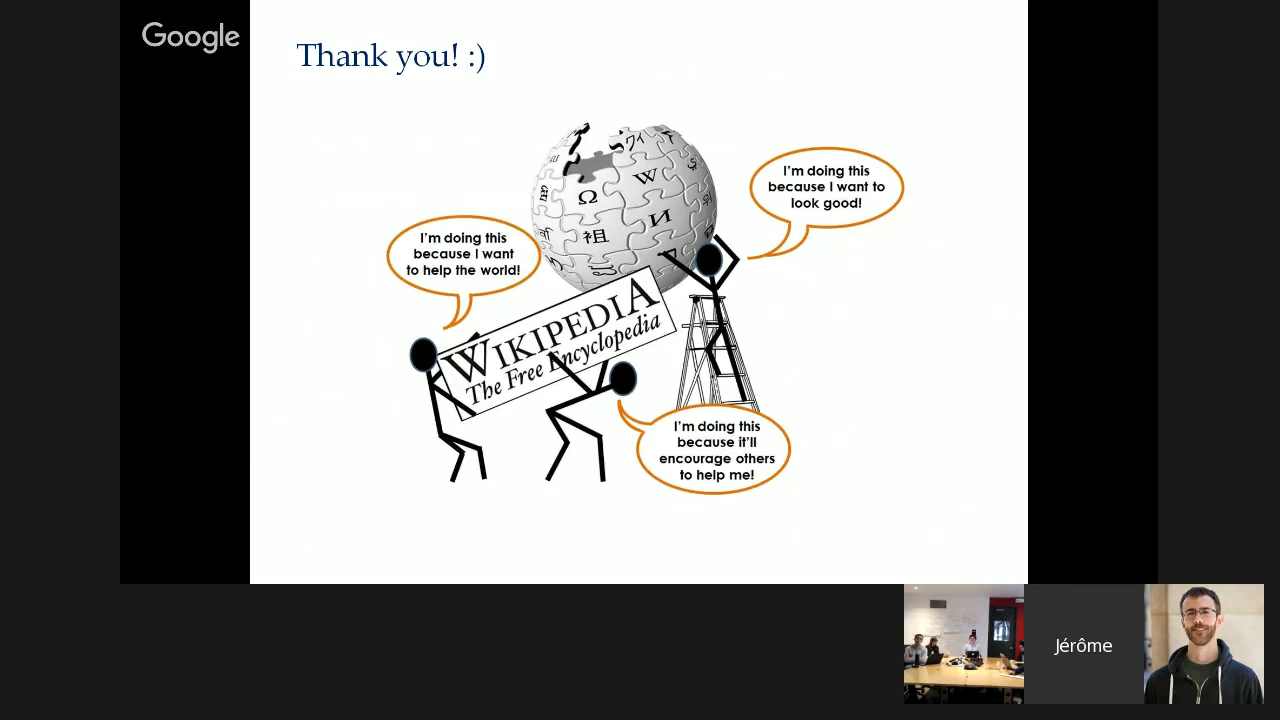 Google
Thank you! :)
I'm doing this
because I want to
look good!
I'm doing this
because I want
to help the world!
Ω
W
И
祖
WIKIPEDIA
The Free Encyclopedia
I'm doing this
because it'll
encourage others
to help me!
Jérôme